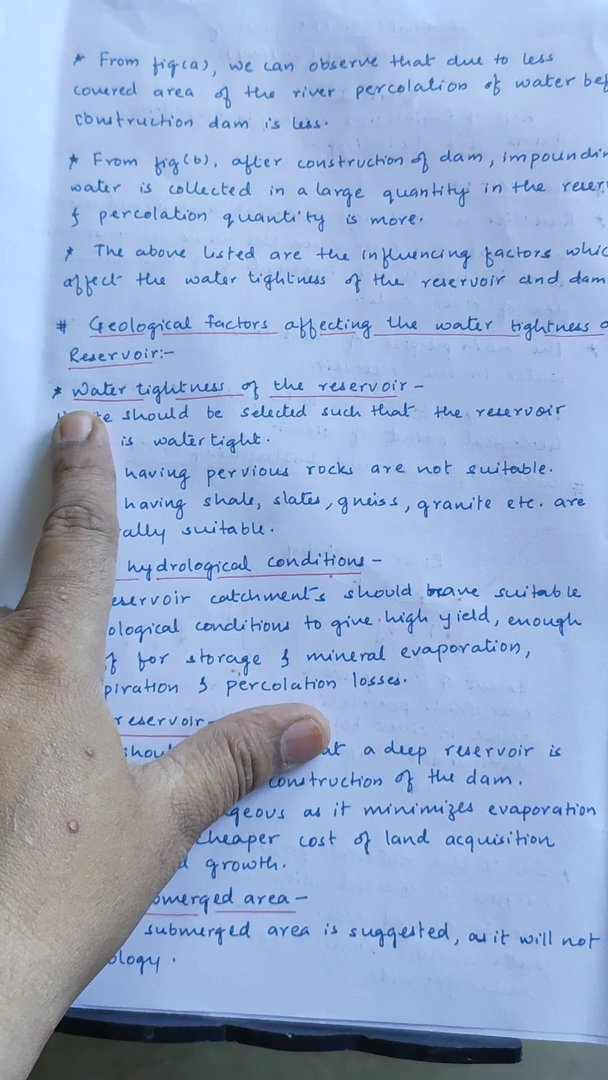 * From fig(a), we can observe that due to less
covered area of the river percolation of water bef
construction dam is less.
* From fig(b), after construction of dam, impoundin
water is collected in a large quantity in the reser
& percolation quantity is more.
* The above listed are the influencing factors whic
affect the water tightness of the reservoir and dam
# Geological factors affecting the water tightness o
Reservoir:-
* Water tightness of the reservoir -
should be selected such that the reservoir
is water tight.
having pervious rocks are not suitable.
having shale, slates, gneiss, granite etc. are
ally suitable.
hydrological conditions -
eservoir catchments should have suitable
ological conditions to give high yield, enough
f for storage & mineral evaporation,
piration & percolation losses.
reservoir-
shou at a deep reservoir is
construction of the dam.
geous as it minimizes evaporation
cheaper cost of land acquisition
d growth.
omerged area -
submerged area is suggested, as it will not
ology.